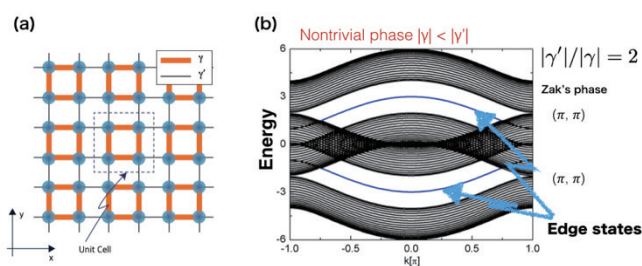 (a)
γ
γ'
y
x
Unit Cell
(b)
Nontrivial phase |γ| < |γ'|
|γ'|/|γ| = 2
Zak's phase
(π, π)
(π, π)
Edge states
Energy
6
3
0
-3
-6
-1.0
-0.5
0.0
0.5
1.0
k[π]